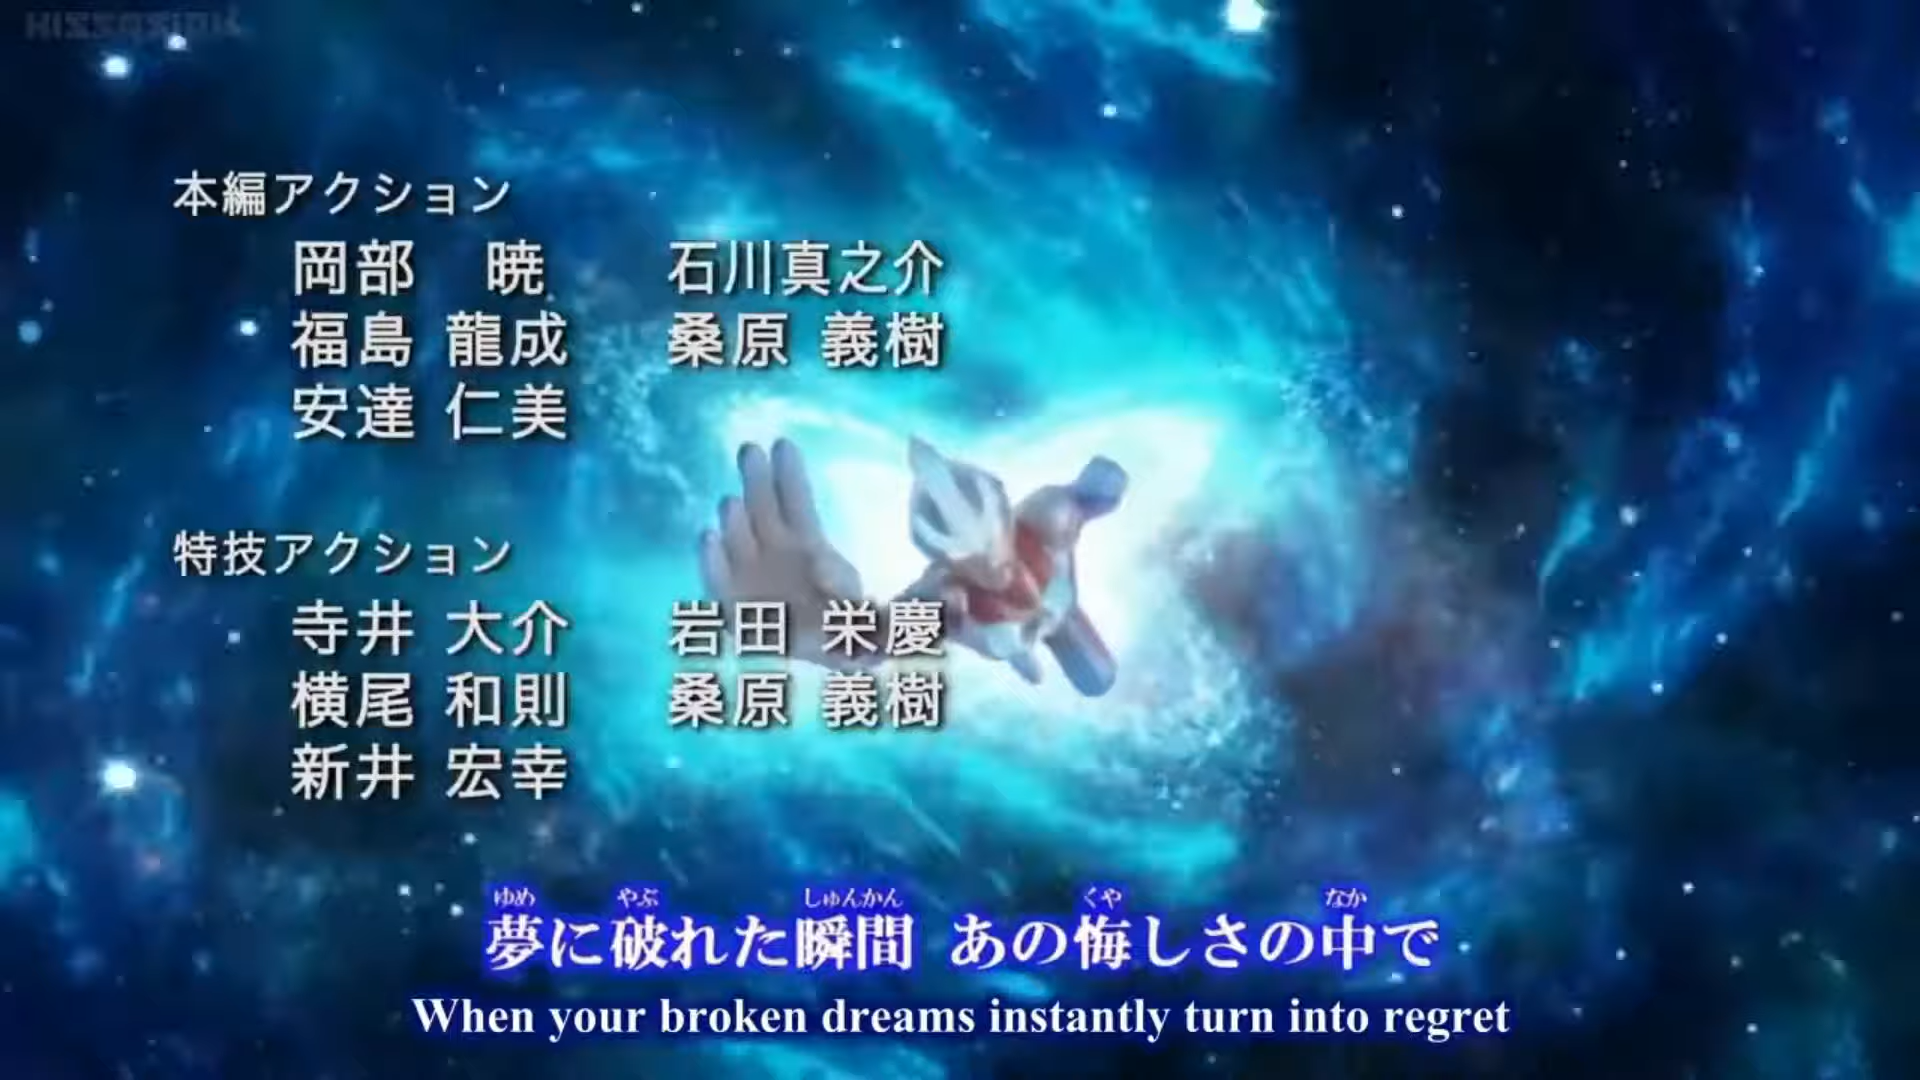 本編アクション
岡部 暁 石川真之介
福島 龍成 桑原 義樹
安達 仁美
特技アクション
寺井 大介 岩田 栄慶
横尾 和則 桑原 義樹
新井 宏幸
ゆめ やぶ しゅんかん くや なか
夢に破れた瞬間 あの悔しさの中で
When your broken dreams instantly turn into regret